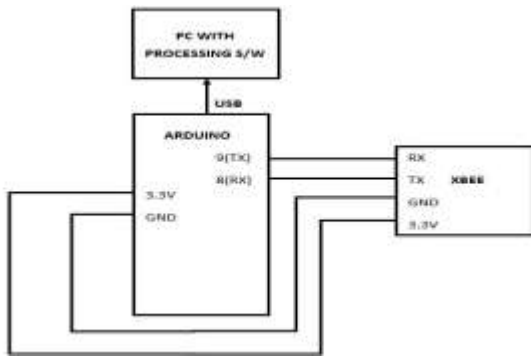 PC WITH
PROCESSING S/W
USB
ARDUINO
9(TX)
8(RX)
3.3V
GND
RX
TX XBEE
GND
3.3V